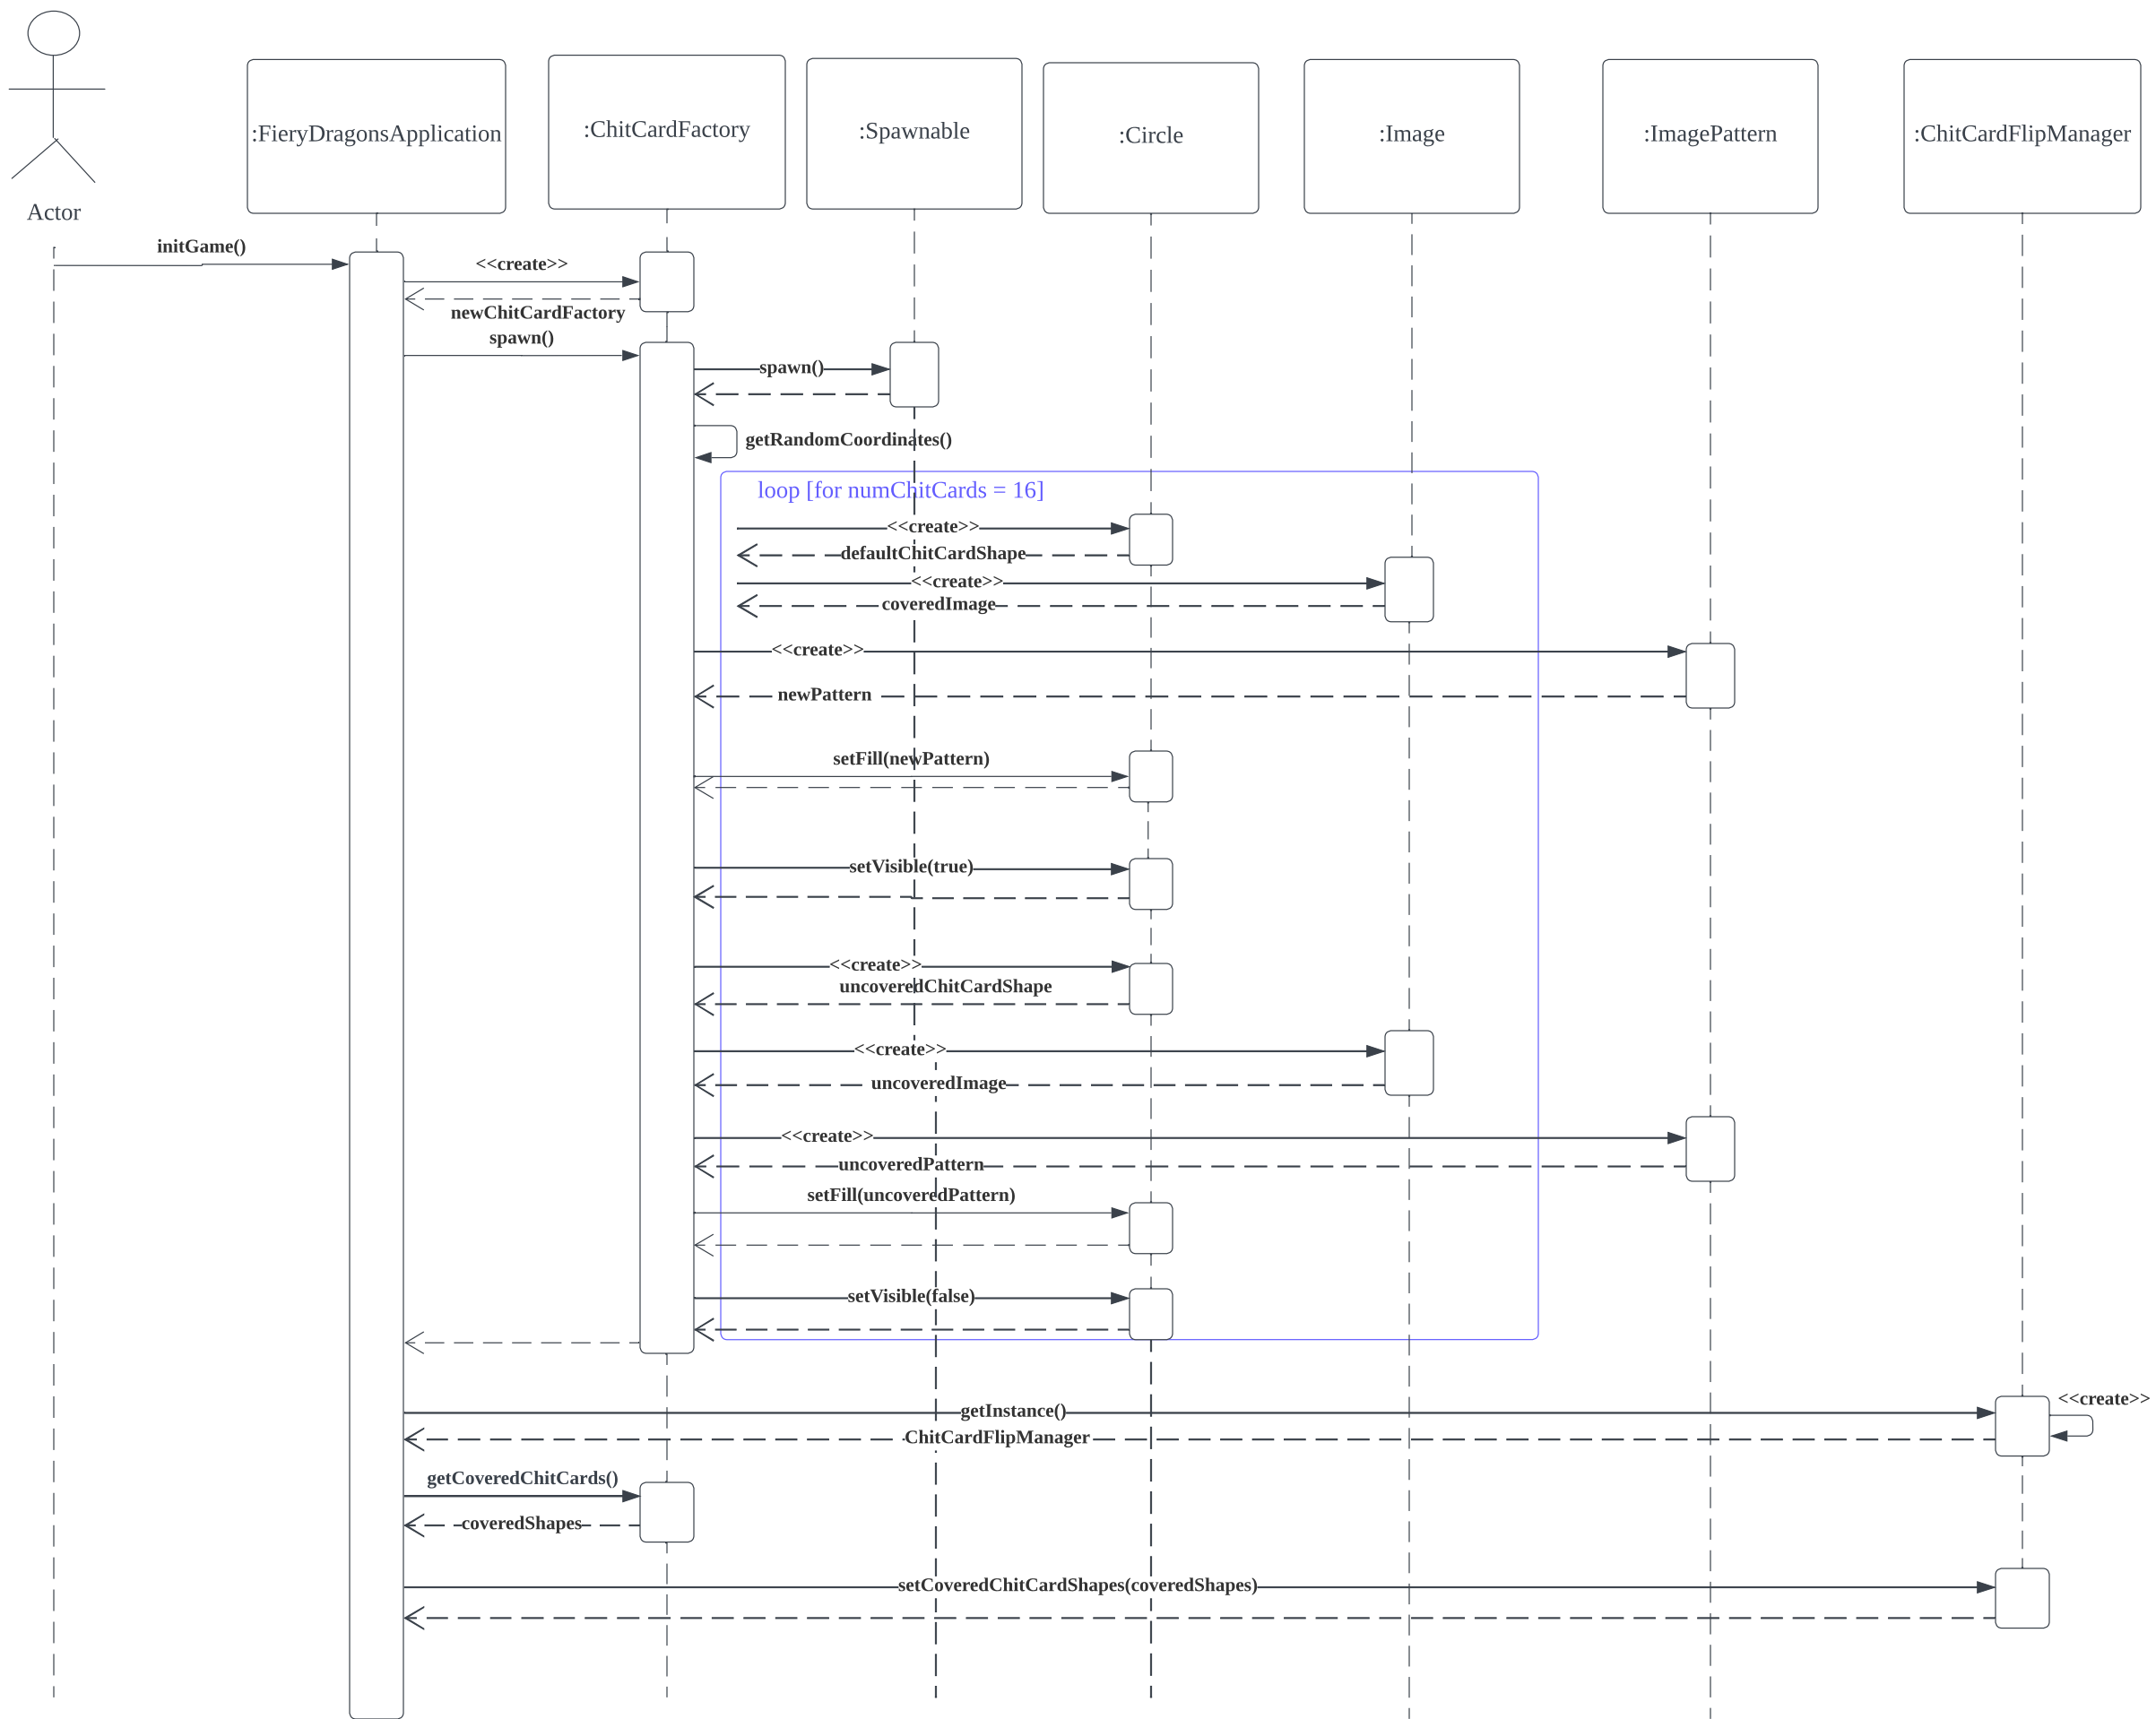 Actor
:FieryDragonsApplication
:ChitCardFactory
:Spawnable
:Circle
:Image
:ImagePattern
:ChitCardFlipManager
initGame()
<<create>>
newChitCardFactory
spawn()
spawn()
getRandomCoordinates()
loop [for numChitCards = 16]
<<create>>
defaultChitCardShape
<<create>>
coveredImage
<<create>>
newPattern
setFill(newPattern)
setVisible(true)
<<create>>
uncoveredChitCardShape
<<create>>
uncoveredImage
<<create>>
uncoveredPattern
setFill(uncoveredPattern)
setVisible(false)
<<create>>
getInstance()
ChitCardFlipManager
getCoveredChitCards()
coveredShapes
setCoveredChitCardShapes(coveredShapes)